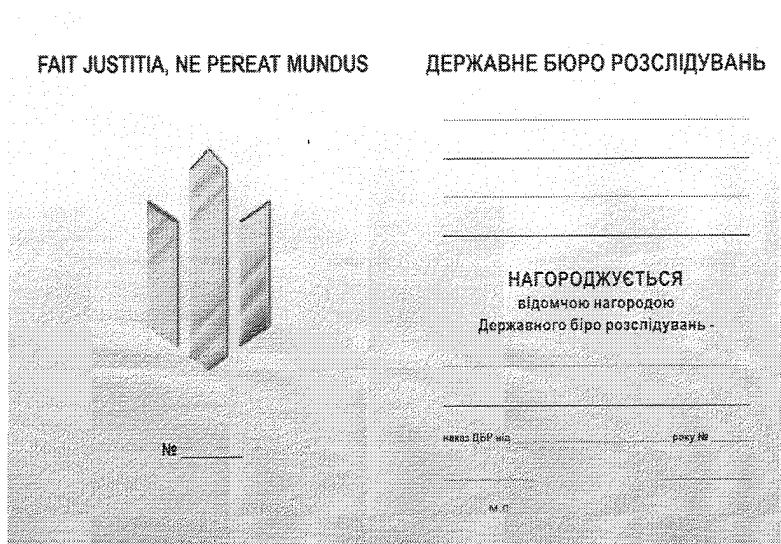 FAIT JUSTITIA, NE PEREAT MUNDUS
№
ДЕРЖАВНЕ БЮРО РОЗСЛІДУВАНЬ
НАГОРОДЖУЄТЬСЯ
відомчою нагородою
Державного біро розслідувань -
наказ ДБР від року №
М.П.